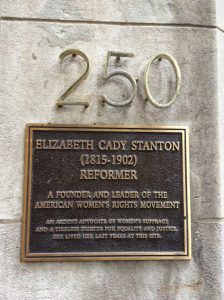 250
ELIZABETH CADY STANTON
(1815-1902)
REFORMER
A FOUNDER AND LEADER OF THE
AMERICAN WOMEN'S RIGHTS MOVEMENT
AN ARDENT ADVOCATE OF WOMEN'S SUFFRAGE
AND A TIRELESS FIGHTER FOR EQUALITY AND JUSTICE,
SHE LIVED HER LAST YEARS AT THIS SITE.